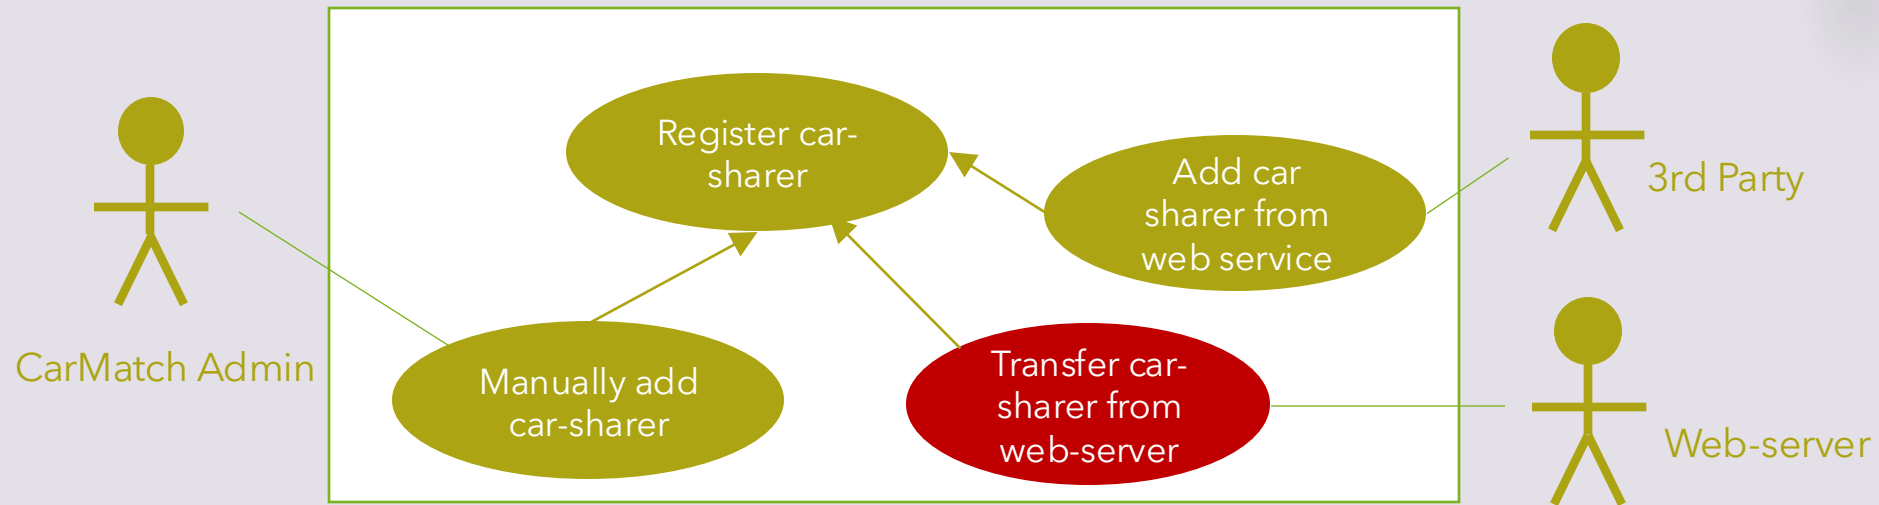 Register car-
sharer
Add car
sharer from
web service
3rd Party
CarMatch Admin
Manually add
car-sharer
Transfer car-
sharer from
web-server
Web-server